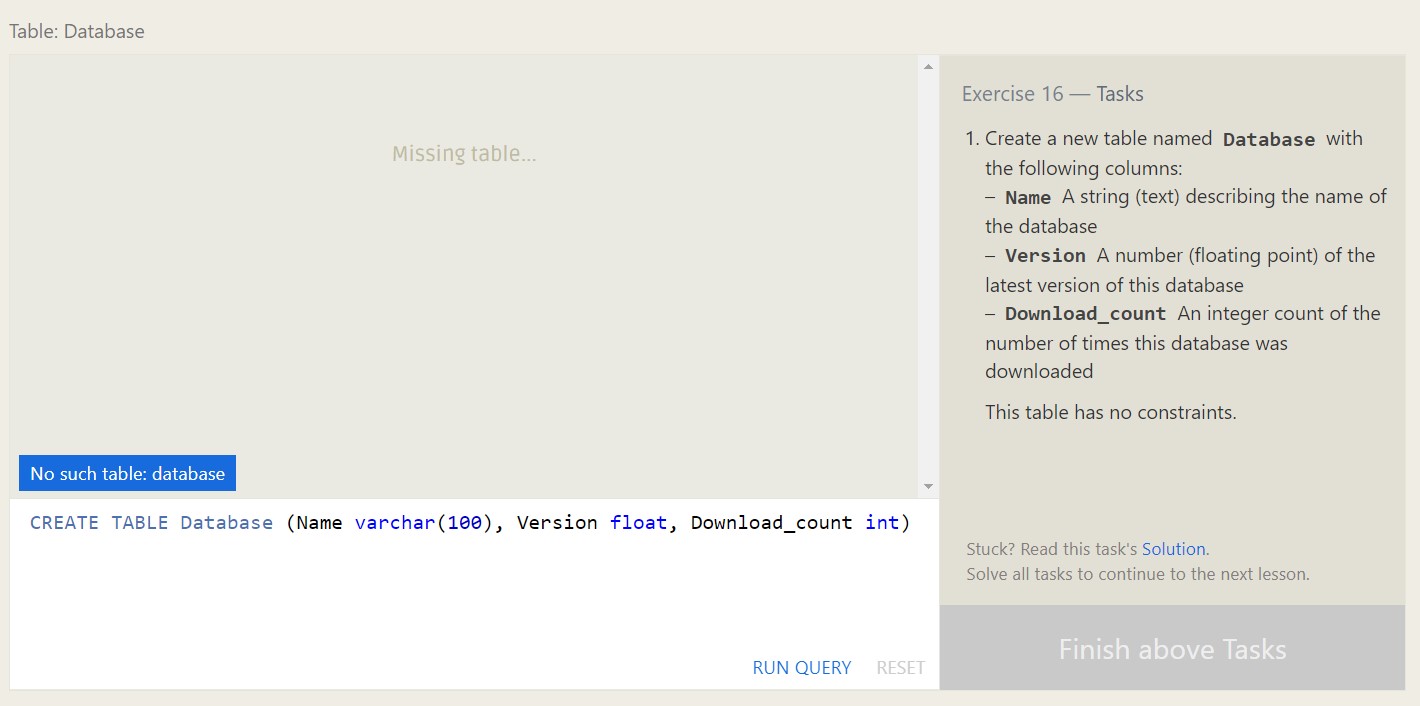 Table: Database
Missing table...
No such table: database
CREATE TABLE Database (Name varchar(100), Version float, Download_count int)
RUN QUERY RESET
Exercise 16 — Tasks
1. Create a new table named Database with
the following columns:
– Name A string (text) describing the name of
the database
– Version A number (floating point) of the
latest version of this database
– Download_count An integer count of the
number of times this database was
downloaded
This table has no constraints.
Stuck? Read this task's Solution.
Solve all tasks to continue to the next lesson.
Finish above Tasks